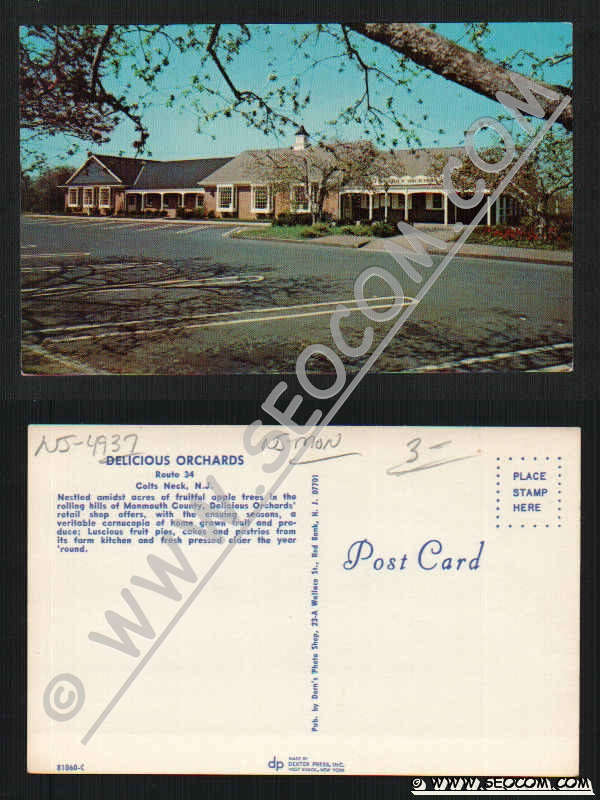 © WWW.SEOCOM.COM
NJ-4937
NJ-MON
3-
DELICIOUS ORCHARDS
Route 34
Colts Neck, N.J.
Nestled amidst acres of fruitful apple trees in the
rolling hills of Monmouth County, Delicious Orchards'
retail shop offers, with the ensuing seasons, a
veritable cornucopia of home grown fruit and pro-
duce; Luscious fruit pies, cakes and pastries from
its farm kitchen and fresh pressed cider the year
'round.
Pub. by Dorn's Photo Shop, 23-A Wallace St., Red Bank, N. J. 07701
Post Card
PLACE
STAMP
HERE
81060-C
dp
MADE BY
DEXTER PRESS, INC.
WEST NYACK, NEW YORK
© WWW.SEOCOM.COM